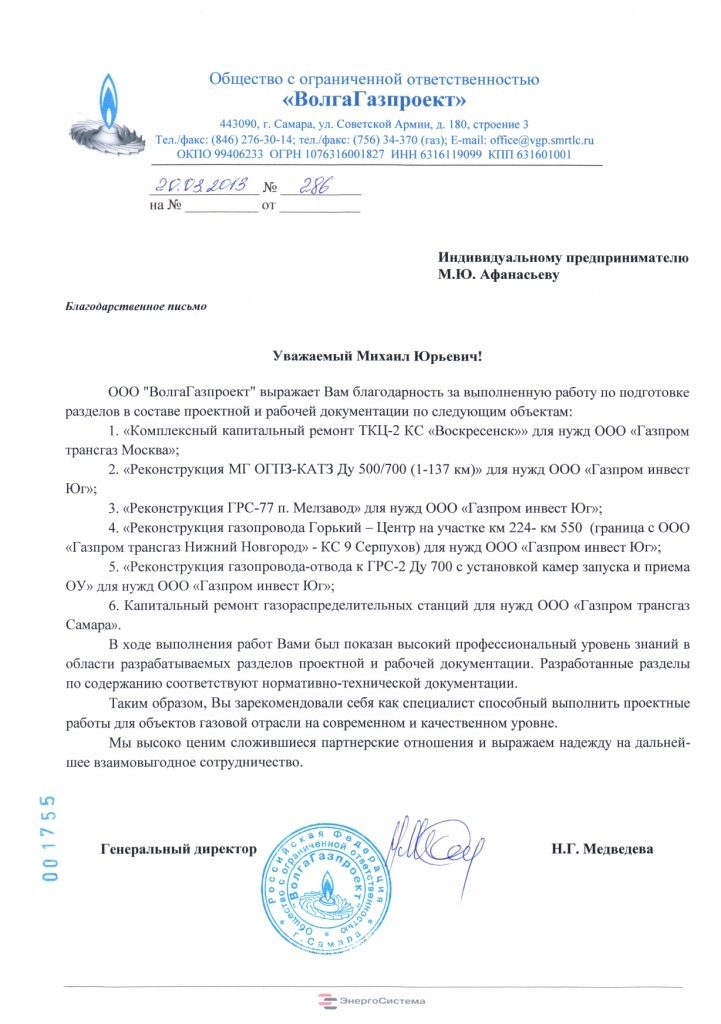 Общество с ограниченной ответственностью
«ВолгаГазпроект»
443090, г. Самара, ул. Советской Армии, д. 180, строение 3
Тел./факс: (846) 276-30-14; тел./факс: (756) 34-370 (газ); E-mail: office@vgp.smrtlc.ru
ОКПО 99406233 ОГРН 1076316001827 ИНН 6316119099 КПП 631601001
20.03.2013 № 286
на № ___________ от ____________
Индивидуальному предпринимателю
М.Ю. Афанасьеву
Благодарственное письмо
Уважаемый Михаил Юрьевич!
ООО "ВолгаГазпроект" выражает Вам благодарность за выполненную работу по подготовке
разделов в составе проектной и рабочей документации по следующим объектам:
1. «Комплексный капитальный ремонт ТКЦ-2 КС «Воскресенск»» для нужд ООО «Газпром
трансгаз Москва»;
2. «Реконструкция МГ ОГПЗ-КАТЗ Ду 500/700 (1-137 км)» для нужд ООО «Газпром инвест
Юг»;
3. «Реконструкция ГРС-77 п. Мелзавод» для нужд ООО «Газпром инвест Юг»;
4. «Реконструкция газопровода Горький – Центр на участке км 224- км 550 (граница с ООО
«Газпром трансгаз Нижний Новгород» - КС 9 Серпухов) для нужд ООО «Газпром инвест Юг»;
5. «Реконструкция газопровода-отвода к ГРС-2 Ду 700 с установкой камер запуска и приема
ОУ» для нужд ООО «Газпром инвест Юг»;
6. Капитальный ремонт газораспределительных станций для нужд ООО «Газпром трансгаз
Самара».
В ходе выполнения работ Вами был показан высокий профессиональный уровень знаний в
области разрабатываемых разделов проектной и рабочей документации. Разработанные разделы
по содержанию соответствуют нормативно-технической документации.
Таким образом, Вы зарекомендовали себя как специалист способный выполнить проектные
работы для объектов газовой отрасли на современном и качественном уровне.
Мы высоко ценим сложившиеся партнерские отношения и выражаем надежду на дальней-
шее взаимовыгодное сотрудничество.
001755
Генеральный директор
Н.Г. Медведева
Российская Федерация
Общество с ограниченной ответственностью
"ВолгаГазпроект"
г. Самара
ЭнергоСистема